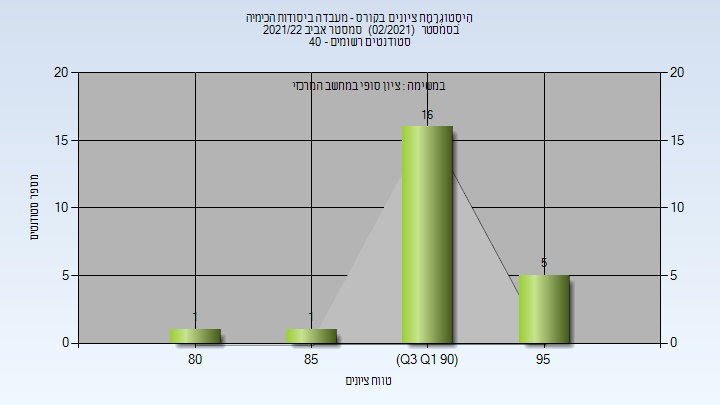 היסטוגרמת ציונים בקורס - מעבדה ביסודות הכימיה
בסמסטר (02/2021) סמסטר אביב 2021/22
סטודנטים רשומים - 40
במשימה : ציון סופי במחשב המרכזי
20 20
16
15 15
מספר סטודנטים
10 10
5
5 5
1 1
0 0
80 85 (Q3 Q1 90) 95
טווח ציונים